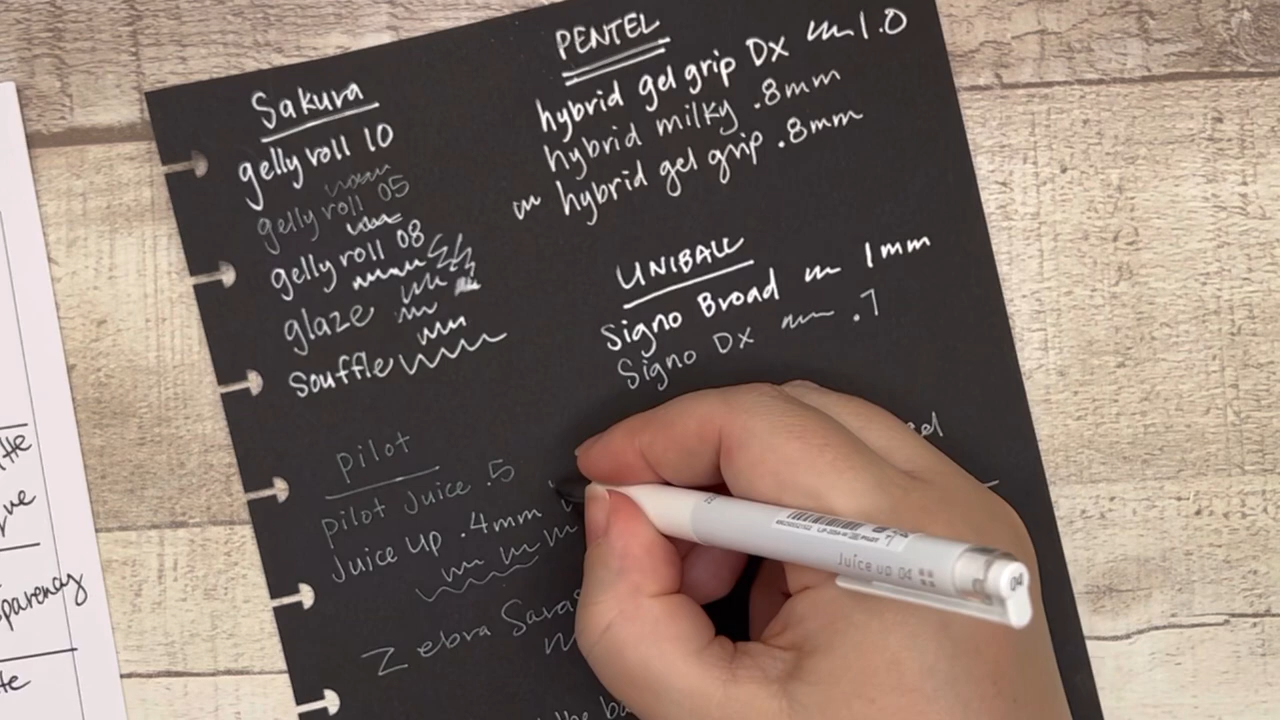 Sakura
gelly roll 10
gelly roll 05
gelly roll 08
glaze
Souffle
PENTEL
hybrid gel grip DX 1.0
hybrid milky .8mm
hybrid gel grip .8mm
UNIBALL
Signo Broad 1mm
Signo DX .7
pilot
pilot Juice .5
Juice up .4mm
Zebra
the
Juice up 04
04